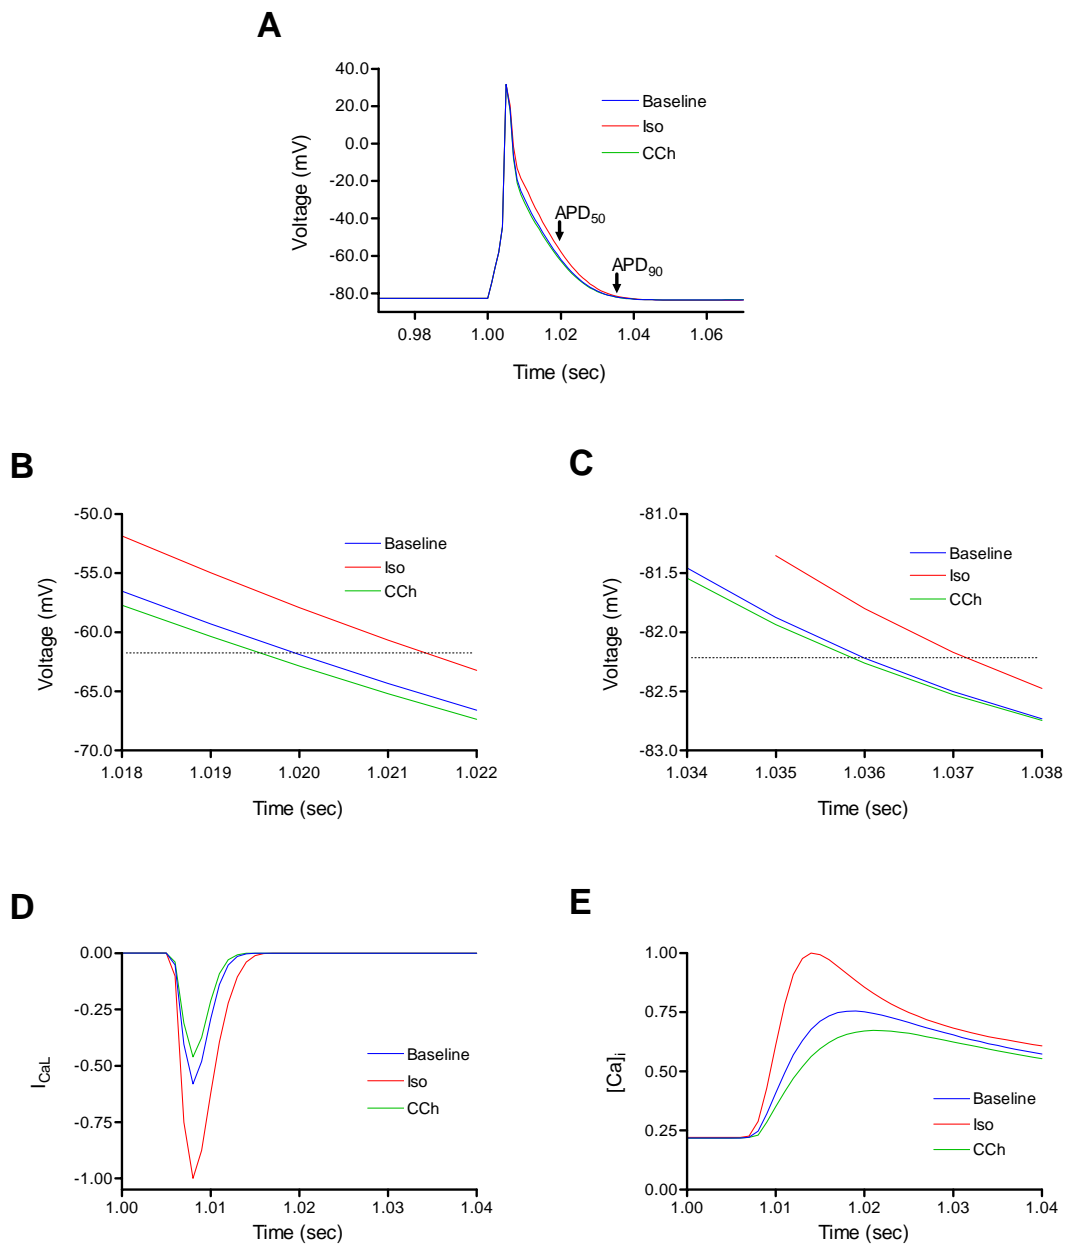 A
40.0
20.0
0.0
-20.0
-40.0
-60.0
-80.0
Voltage (mV)
Baseline
Iso
CCh
APD50
APD90
0.98 1.00 1.02 1.04 1.06
Time (sec)
B
-50.0
-55.0
-60.0
-65.0
-70.0
Voltage (mV)
Baseline
Iso
CCh
1.018 1.019 1.020 1.021 1.022
Time (sec)
C
-81.0
-81.5
-82.0
-82.5
-83.0
Voltage (mV)
Baseline
Iso
CCh
1.034 1.035 1.036 1.037 1.038
Time (sec)
D
0.00
-0.25
-0.50
-0.75
-1.00
ICaL
Baseline
Iso
CCh
1.00 1.01 1.02 1.03 1.04
Time (sec)
E
1.00
0.75
0.50
0.25
0.00
[Ca]i
Baseline
Iso
CCh
1.00 1.01 1.02 1.03 1.04
Time (sec)